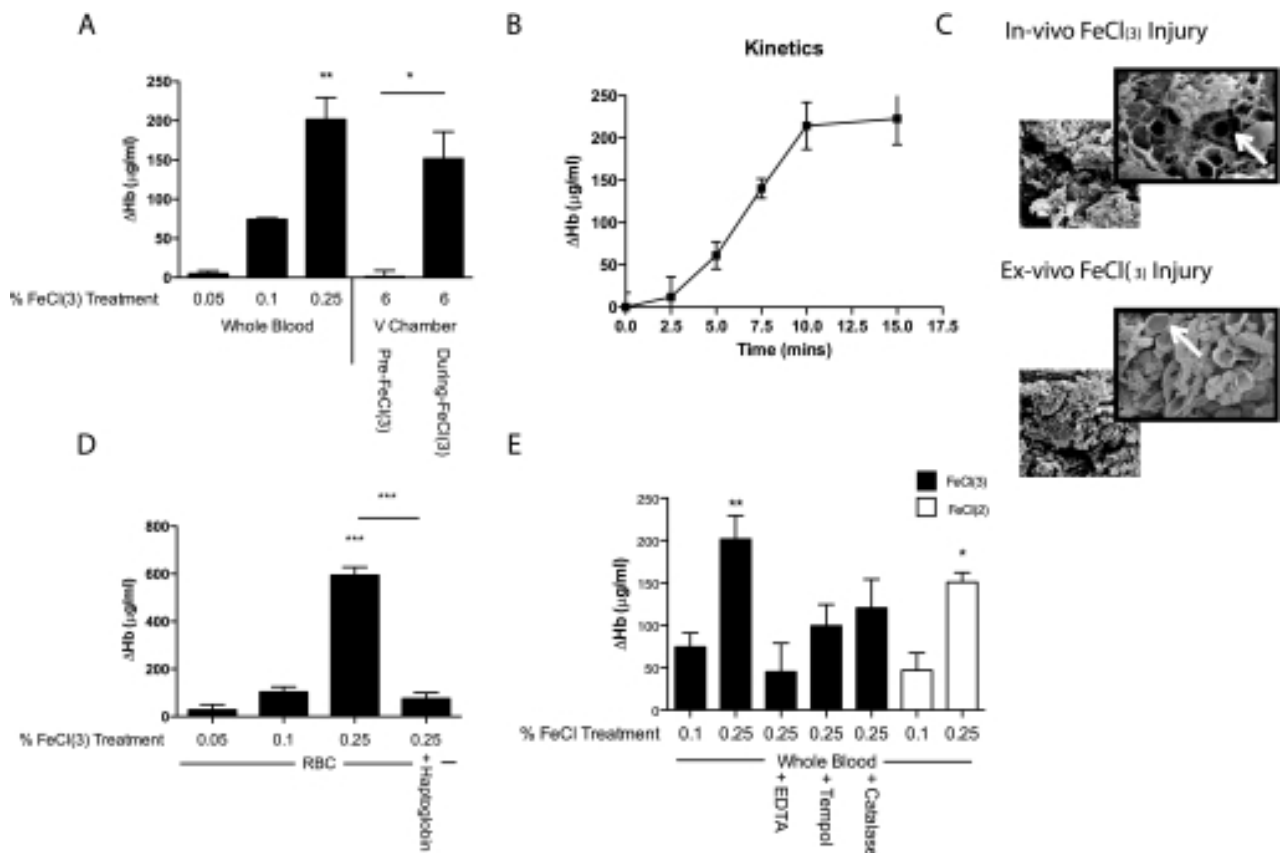 A
ΔHb (µg/ml)
250
200
150
100
50
0
**
*
% FeCl(3) Treatment
0.05 0.1 0.25 6 6
Whole Blood V Chamber
Pre-FeCl(3)
During-FeCl(3)
B
Kinetics
ΔHb (µg/ml)
250
200
150
100
50
0
0.0 2.5 5.0 7.5 10.0 12.5 15.0 17.5
Time (mins)
C
In-vivo FeCl(3) Injury
Ex-vivo FeCl(3) Injury
D
ΔHb (µg/ml)
800
600
400
200
0
***
***
% FeCl(3) Treatment
0.05 0.1 0.25 0.25
RBC
+ Haptoglobin
E
FeCl(3)
FeCl(2)
ΔHb (µg/ml)
250
200
150
100
50
0
**
% FeCl Treatment
0.1 0.25 0.25 0.25 0.25 0.1 0.25
Whole Blood
+ EDTA
+ Tempol
+ Catalase